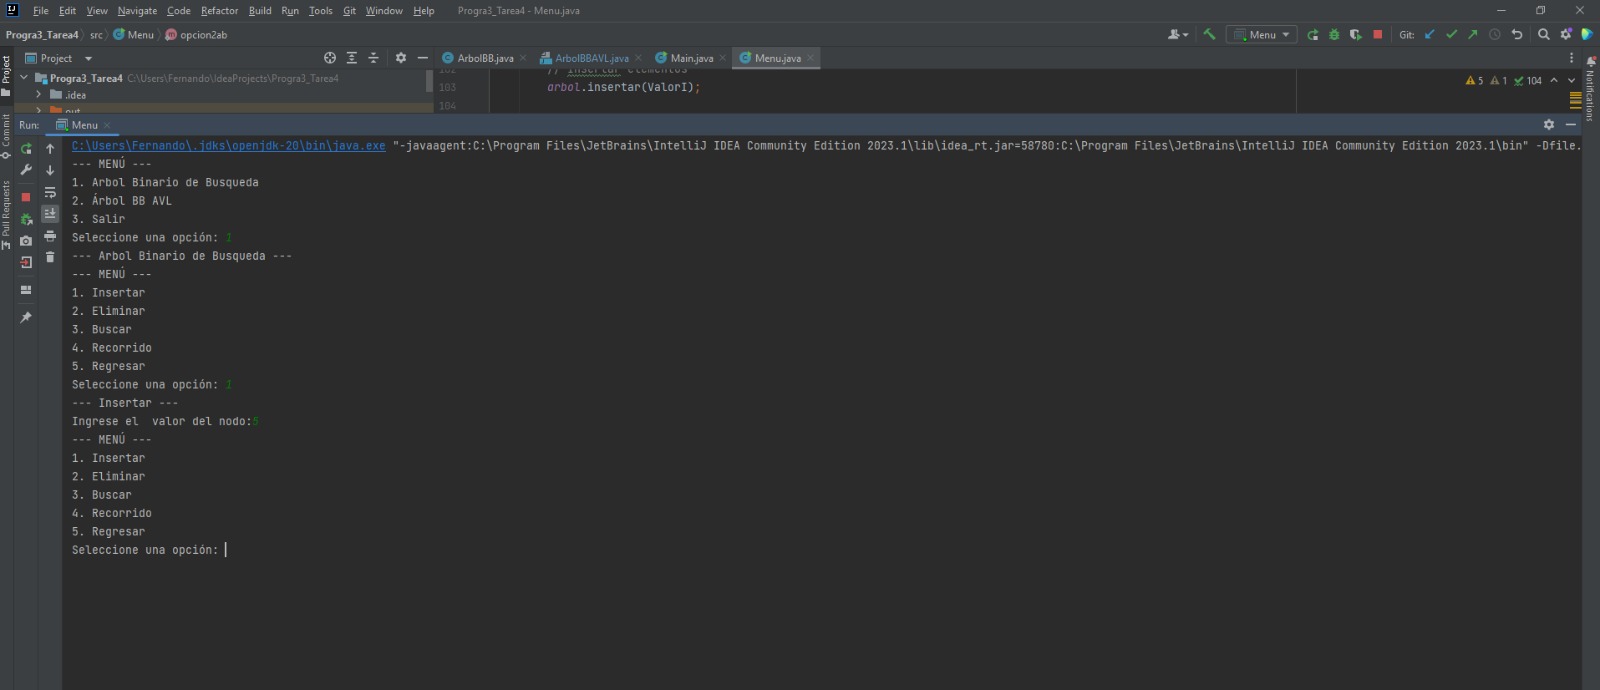 File Edit View Navigate Code Refactor Build Run Tools Git Window Help Progra3_Tarea4 - Menu.java
Progra3_Tarea4 src Menu opcion2ab Menu Git:
Project ArbolBB.java ArbolBBAVL.java Main.java Menu.java
Progra3_Tarea4 C:\Users\Fernando\IdeaProjects\Progra3_Tarea4
.idea
out
102 // Insertar elementos
103 arbol.insertar(ValorI);
104
5 1 104
Project
Commit
Pull Requests
Notifications
Run: Menu
C:\Users\Fernando\.jdks\openjdk-20\bin\java.exe "-javaagent:C:\Program Files\JetBrains\IntelliJ IDEA Community Edition 2023.1\lib\idea_rt.jar=58780:C:\Program Files\JetBrains\IntelliJ IDEA Community Edition 2023.1\bin" -Dfile.
--- MENÚ ---
1. Arbol Binario de Busqueda
2. Árbol BB AVL
3. Salir
Seleccione una opción: 1
--- Arbol Binario de Busqueda ---
--- MENÚ ---
1. Insertar
2. Eliminar
3. Buscar
4. Recorrido
5. Regresar
Seleccione una opción: 1
--- Insertar ---
Ingrese el  valor del nodo:5
--- MENÚ ---
1. Insertar
2. Eliminar
3. Buscar
4. Recorrido
5. Regresar
Seleccione una opción: